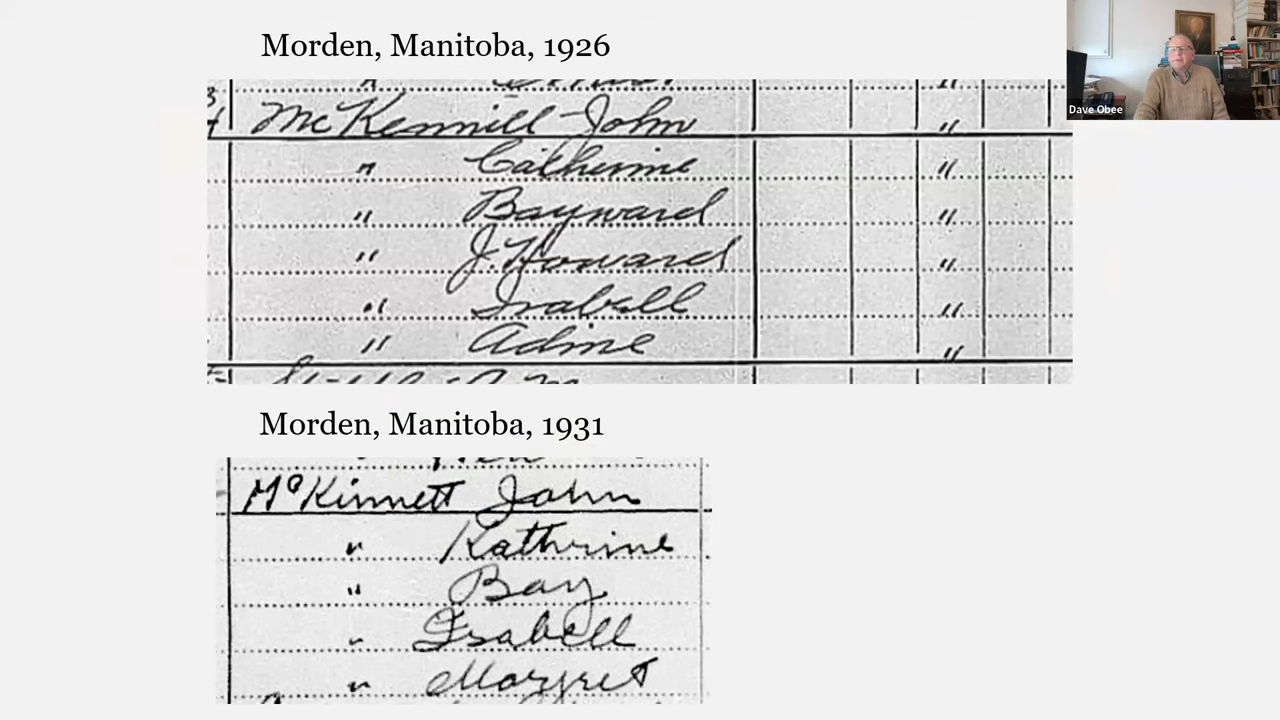 Morden, Manitoba, 1926
Dave Obee
McKennill John "
" Catherine "
" Bayward "
" J. Howard "
" Isabell "
" Adine "
Morden, Manitoba, 1931
McKinnett John
" Kathrine
" Bay
" Isabell
" Margret